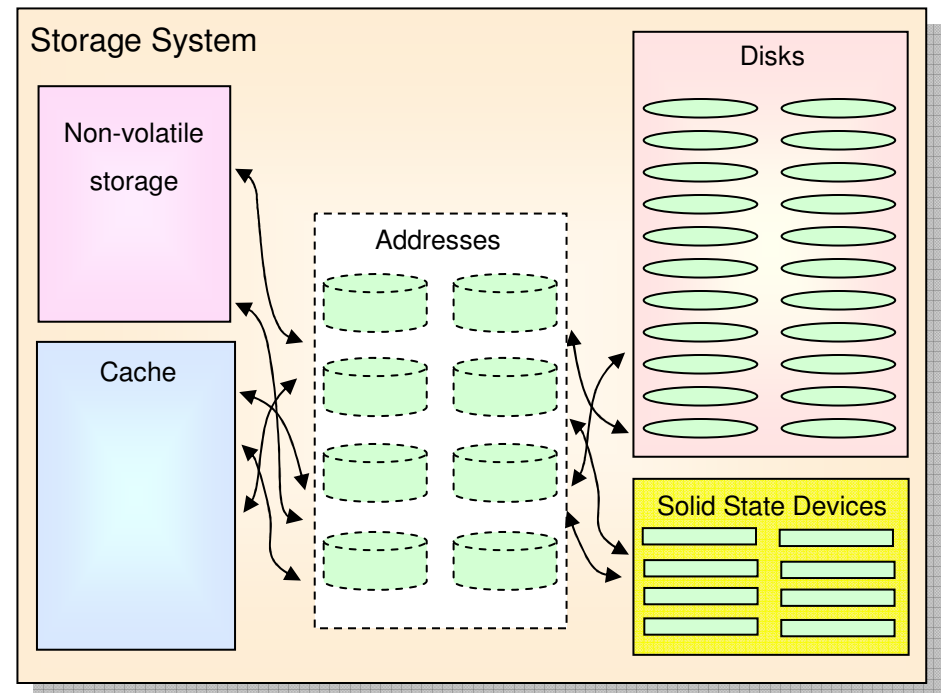 Storage System
Non-volatile
storage
Cache
Addresses
Disks
Solid State Devices